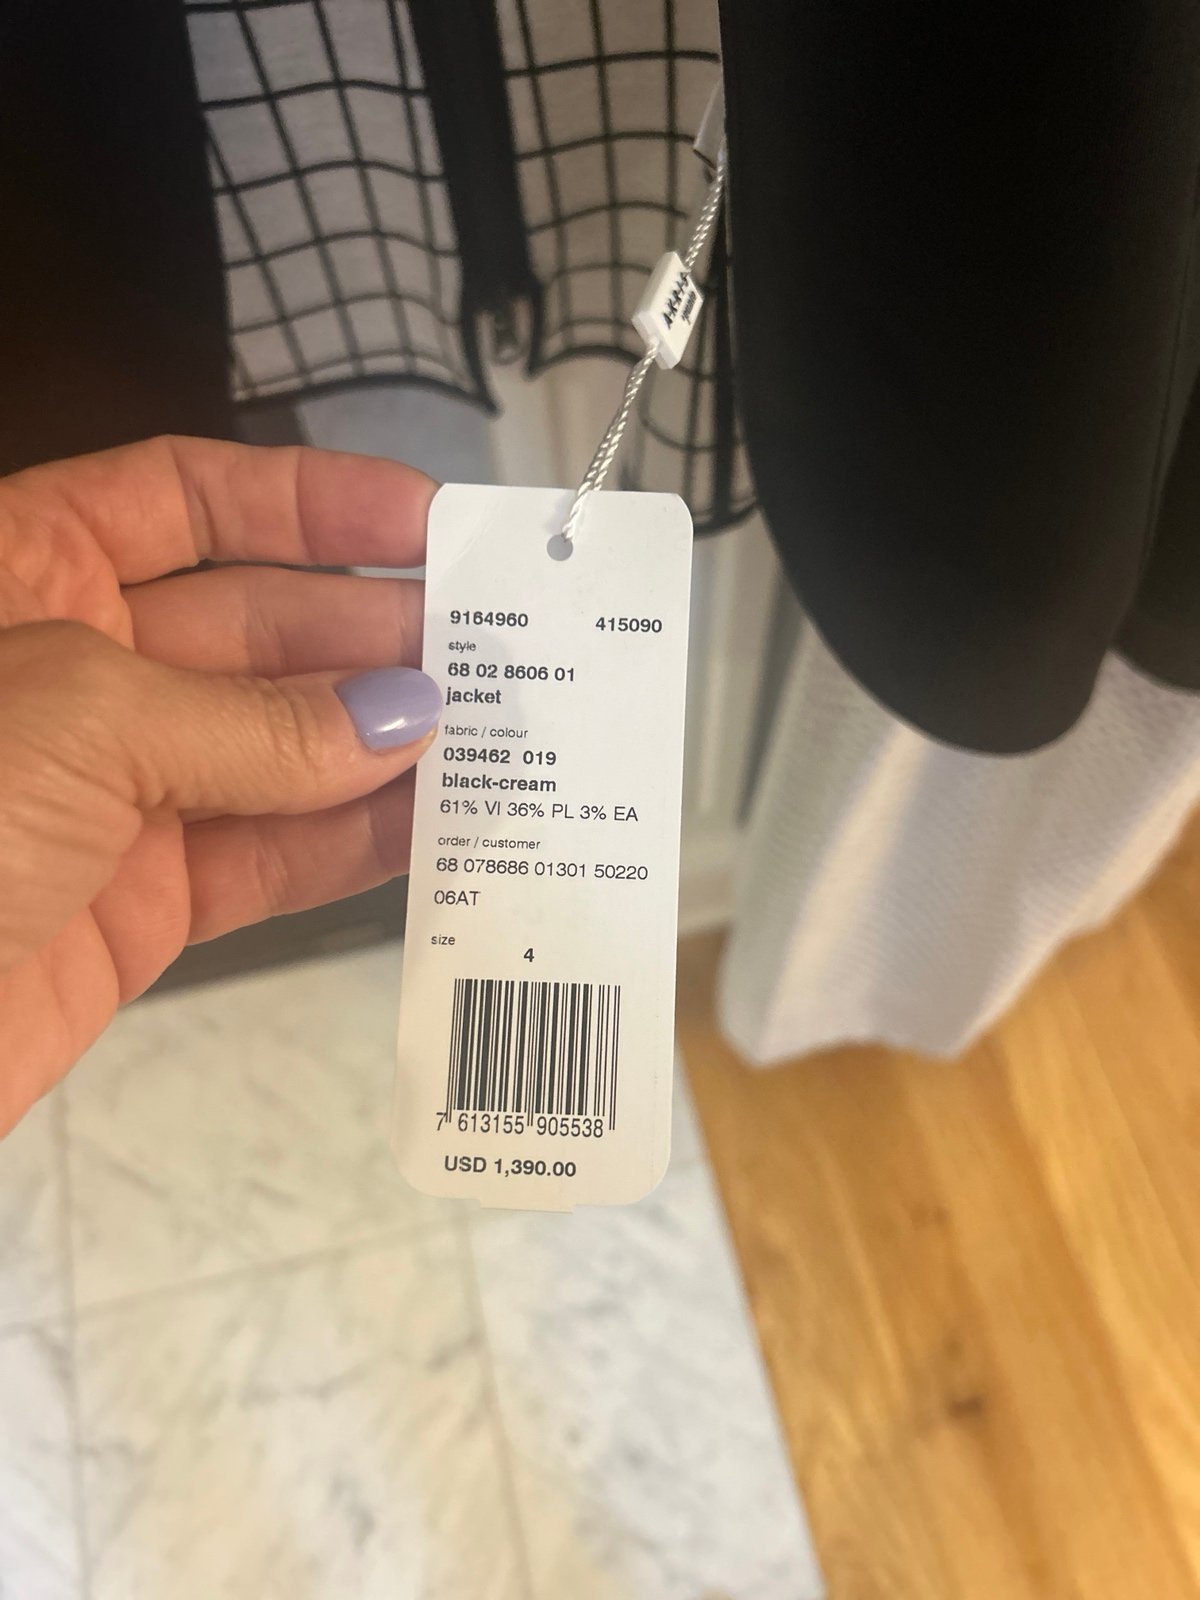 A-K-R-I-S-
punto
9164960 415090
style
68 02 8606 01
jacket
fabric / colour
039462 019
black-cream
61% VI 36% PL 3% EA
order / customer
68 078686 01301 50220
06AT
size
4
7 613155 905538
USD 1,390.00